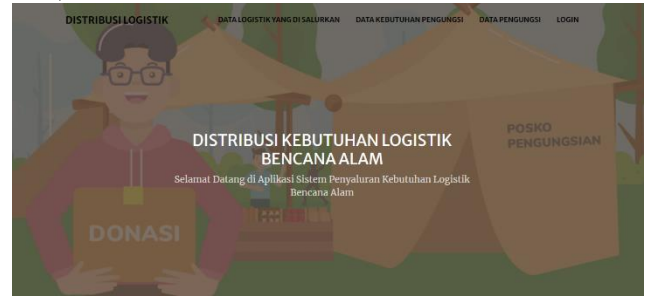 DISTRIBUSI LOGISTIK
DATA LOGISTIK YANG DI SALURKAN
DATA KEBUTUHAN PENGUNGSI
DATA PENGUNGSI
LOGIN
POSKO
PENGUNGSIAN
DISTRIBUSI KEBUTUHAN LOGISTIK
BENCANA ALAM
Selamat Datang di Aplikasi Sistem Penyaluran Kebutuhan Logistik
Bencana Alam
DONASI